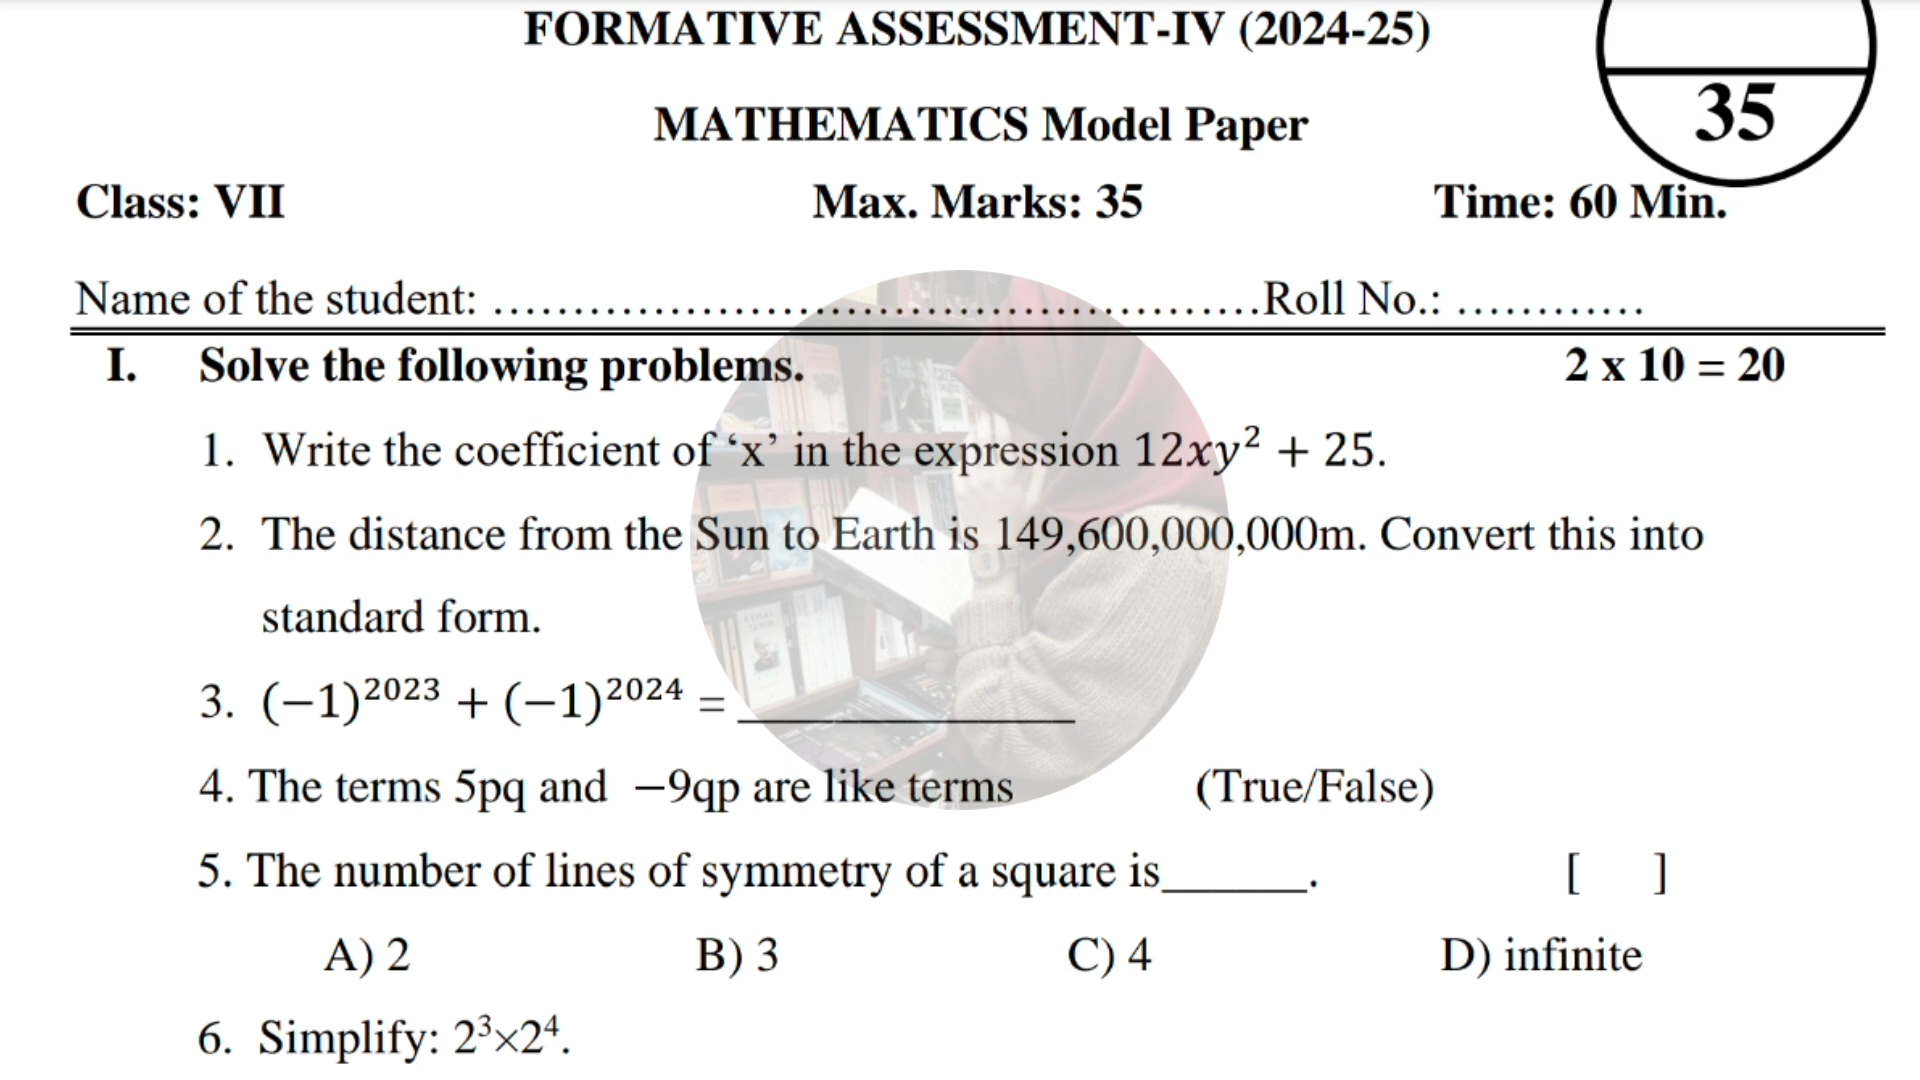 FORMATIVE ASSESSMENT-IV (2024-25)
35
MATHEMATICS Model Paper
Class: VII Max. Marks: 35 Time: 60 Min.
Name of the student: ................................................Roll No.: ............
I. Solve the following problems. 2 x 10 = 20
1. Write the coefficient of ‘x’ in the expression 12xy² + 25.
2. The distance from the Sun to Earth is 149,600,000,000m. Convert this into
standard form.
3. (−1)²⁰²³ + (−1)²⁰²⁴ = ______________
4. The terms 5pq and −9qp are like terms (True/False)
5. The number of lines of symmetry of a square is______. [ ]
A) 2 B) 3 C) 4 D) infinite
6. Simplify: 2³×2⁴.